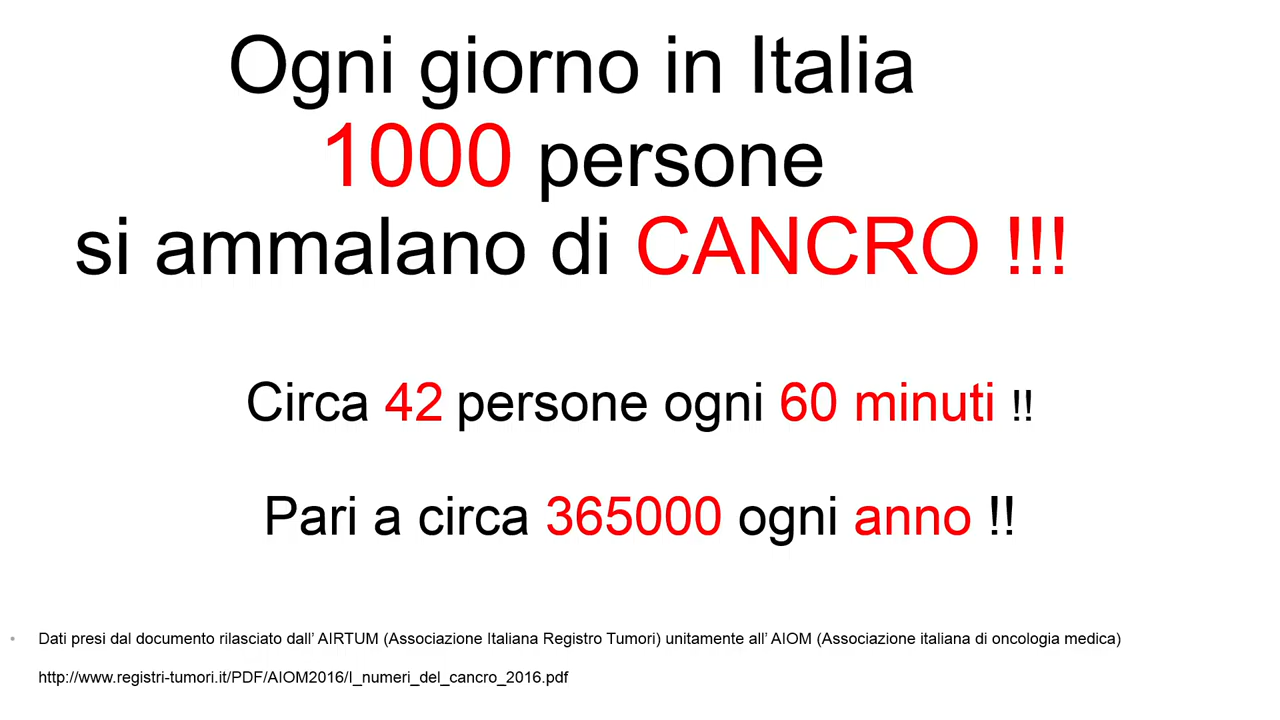 Ogni giorno in Italia
1000 persone
si ammalano di CANCRO !!!
Circa 42 persone ogni 60 minuti !!
Pari a circa 365000 ogni anno !!
• Dati presi dal documento rilasciato dall’ AIRTUM (Associazione Italiana Registro Tumori) unitamente all’ AIOM (Associazione italiana di oncologia medica)
http://www.registri-tumori.it/PDF/AIOM2016/I_numeri_del_cancro_2016.pdf